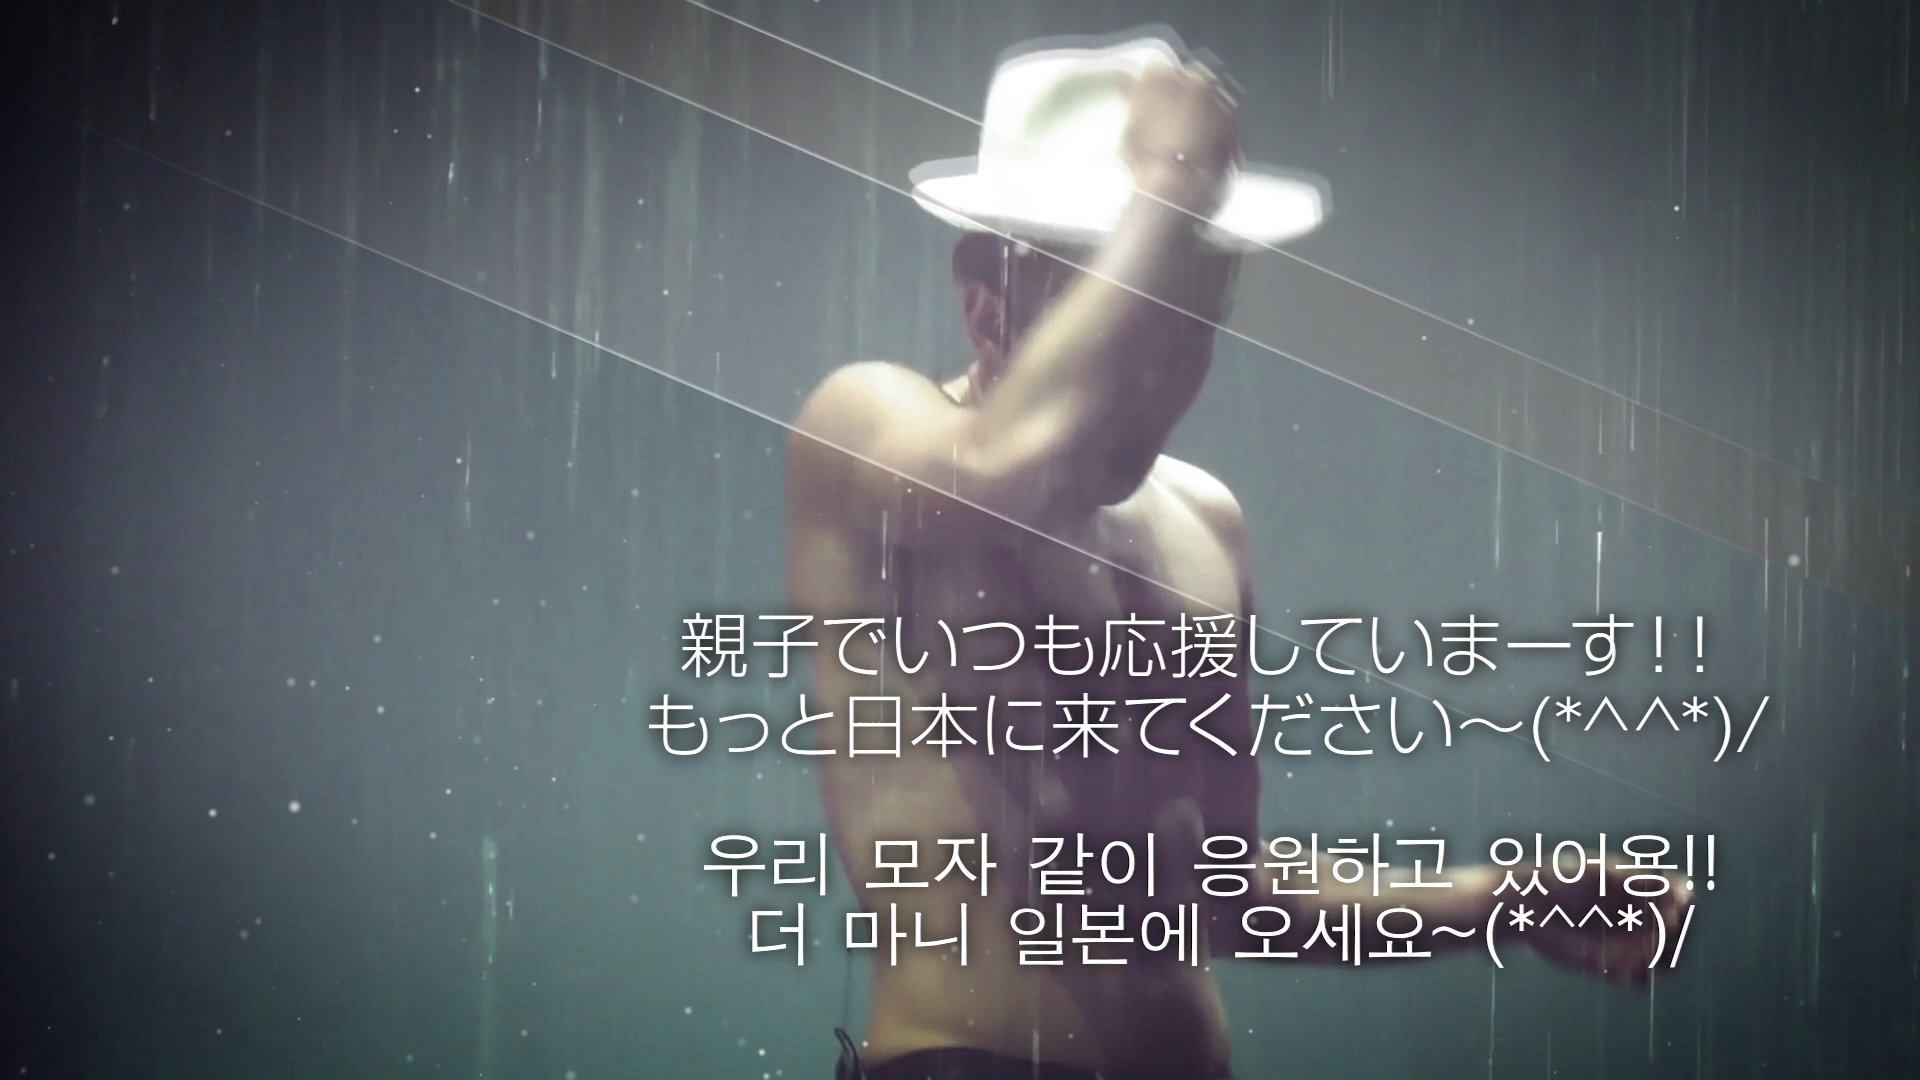 親子でいつも応援していまーす！！
もっと日本に来てください～(*^^*)/
우리 모자 같이 응원하고 있어용!!
더 마니 일본에 오세요~(*^^*)/